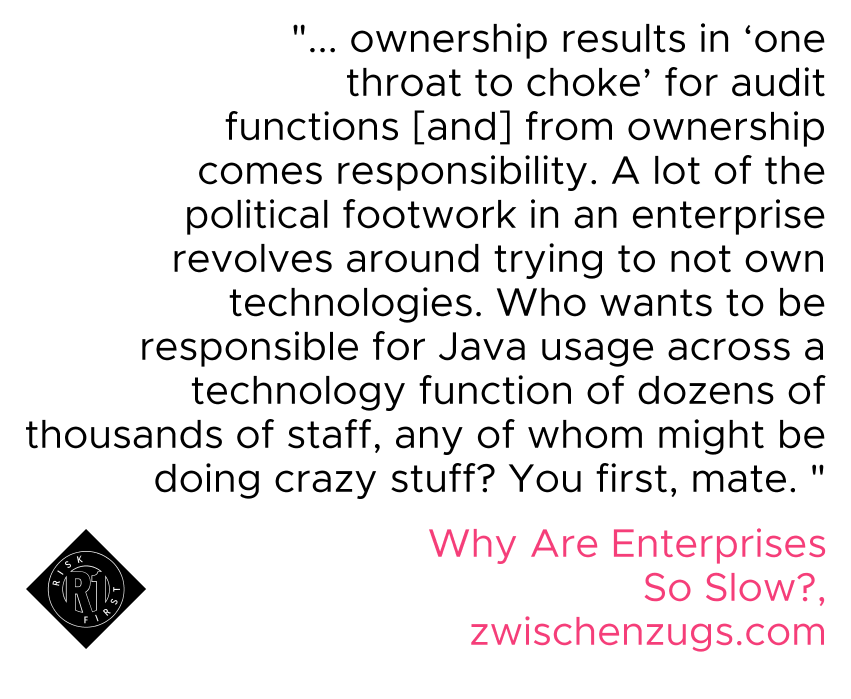 "... ownership results in ‘one
throat to choke’ for audit
functions [and] from ownership
comes responsibility. A lot of the
political footwork in an enterprise
revolves around trying to not own
technologies. Who wants to be
responsible for Java usage across a
technology function of dozens of
thousands of staff, any of whom might be
doing crazy stuff? You first, mate. "
Why Are Enterprises
So Slow?,
zwischenzugs.com
RISK
R1
FIRST